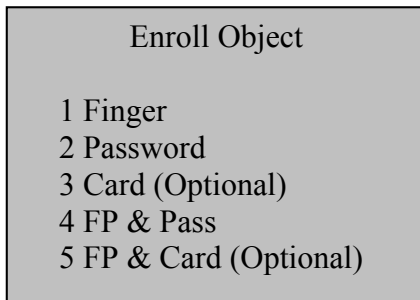 Enroll Object
1 Finger
2 Password
3 Card (Optional)
4 FP & Pass
5 FP & Card (Optional)